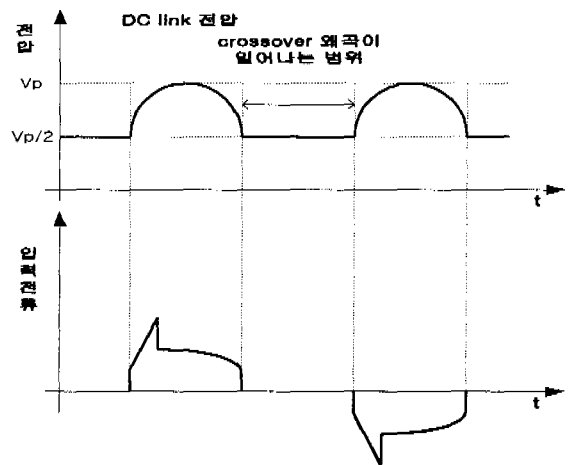 전압
DC link 전압
crossover 왜곡이
일어나는 범위
Vp
Vp/2
t
입력전류
t